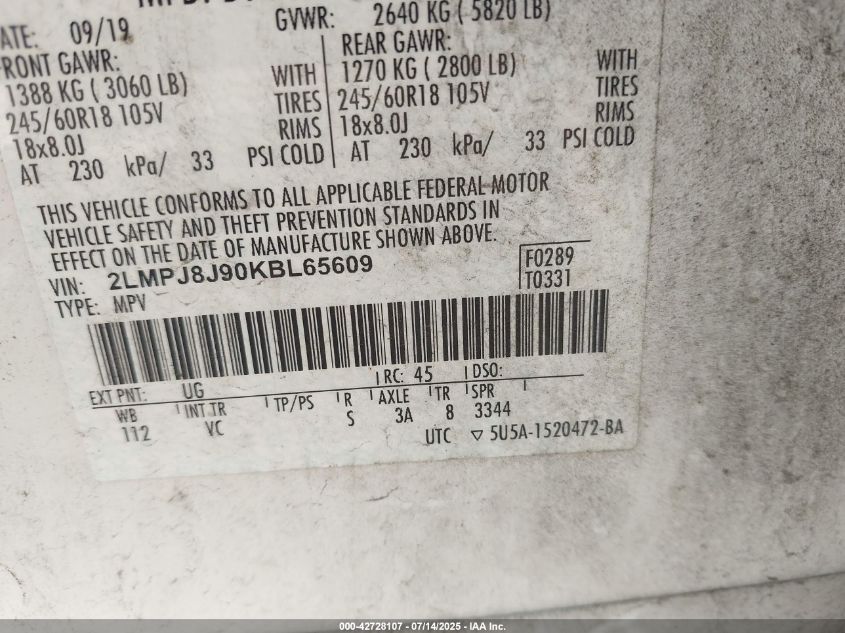 ATE: 09/19
GVWR: 2640 KG ( 5820 LB)
RONT GAWR:
1388 KG ( 3060 LB) WITH
245/60R18 105V TIRES
18x8.0J RIMS
AT 230 kPa/ 33 PSI COLD
REAR GAWR:
1270 KG ( 2800 LB) WITH
245/60R18 105V TIRES
18x8.0J RIMS
AT 230 kPa/ 33 PSI COLD
THIS VEHICLE CONFORMS TO ALL APPLICABLE FEDERAL MOTOR
VEHICLE SAFETY AND THEFT PREVENTION STANDARDS IN
EFFECT ON THE DATE OF MANUFACTURE SHOWN ABOVE.
VIN: 2LMPJ8J90KBL65609
F0289
T0331
TYPE: MPV
EXT PNT: UG RC: 45 DSO:
WB INT TR TP/PS R AXLE TR SPR
112 VC S 3A 8 3344
UTC ▽ 5U5A-1520472-BA
000-42728107 - 07/14/2025 - IAA Inc.